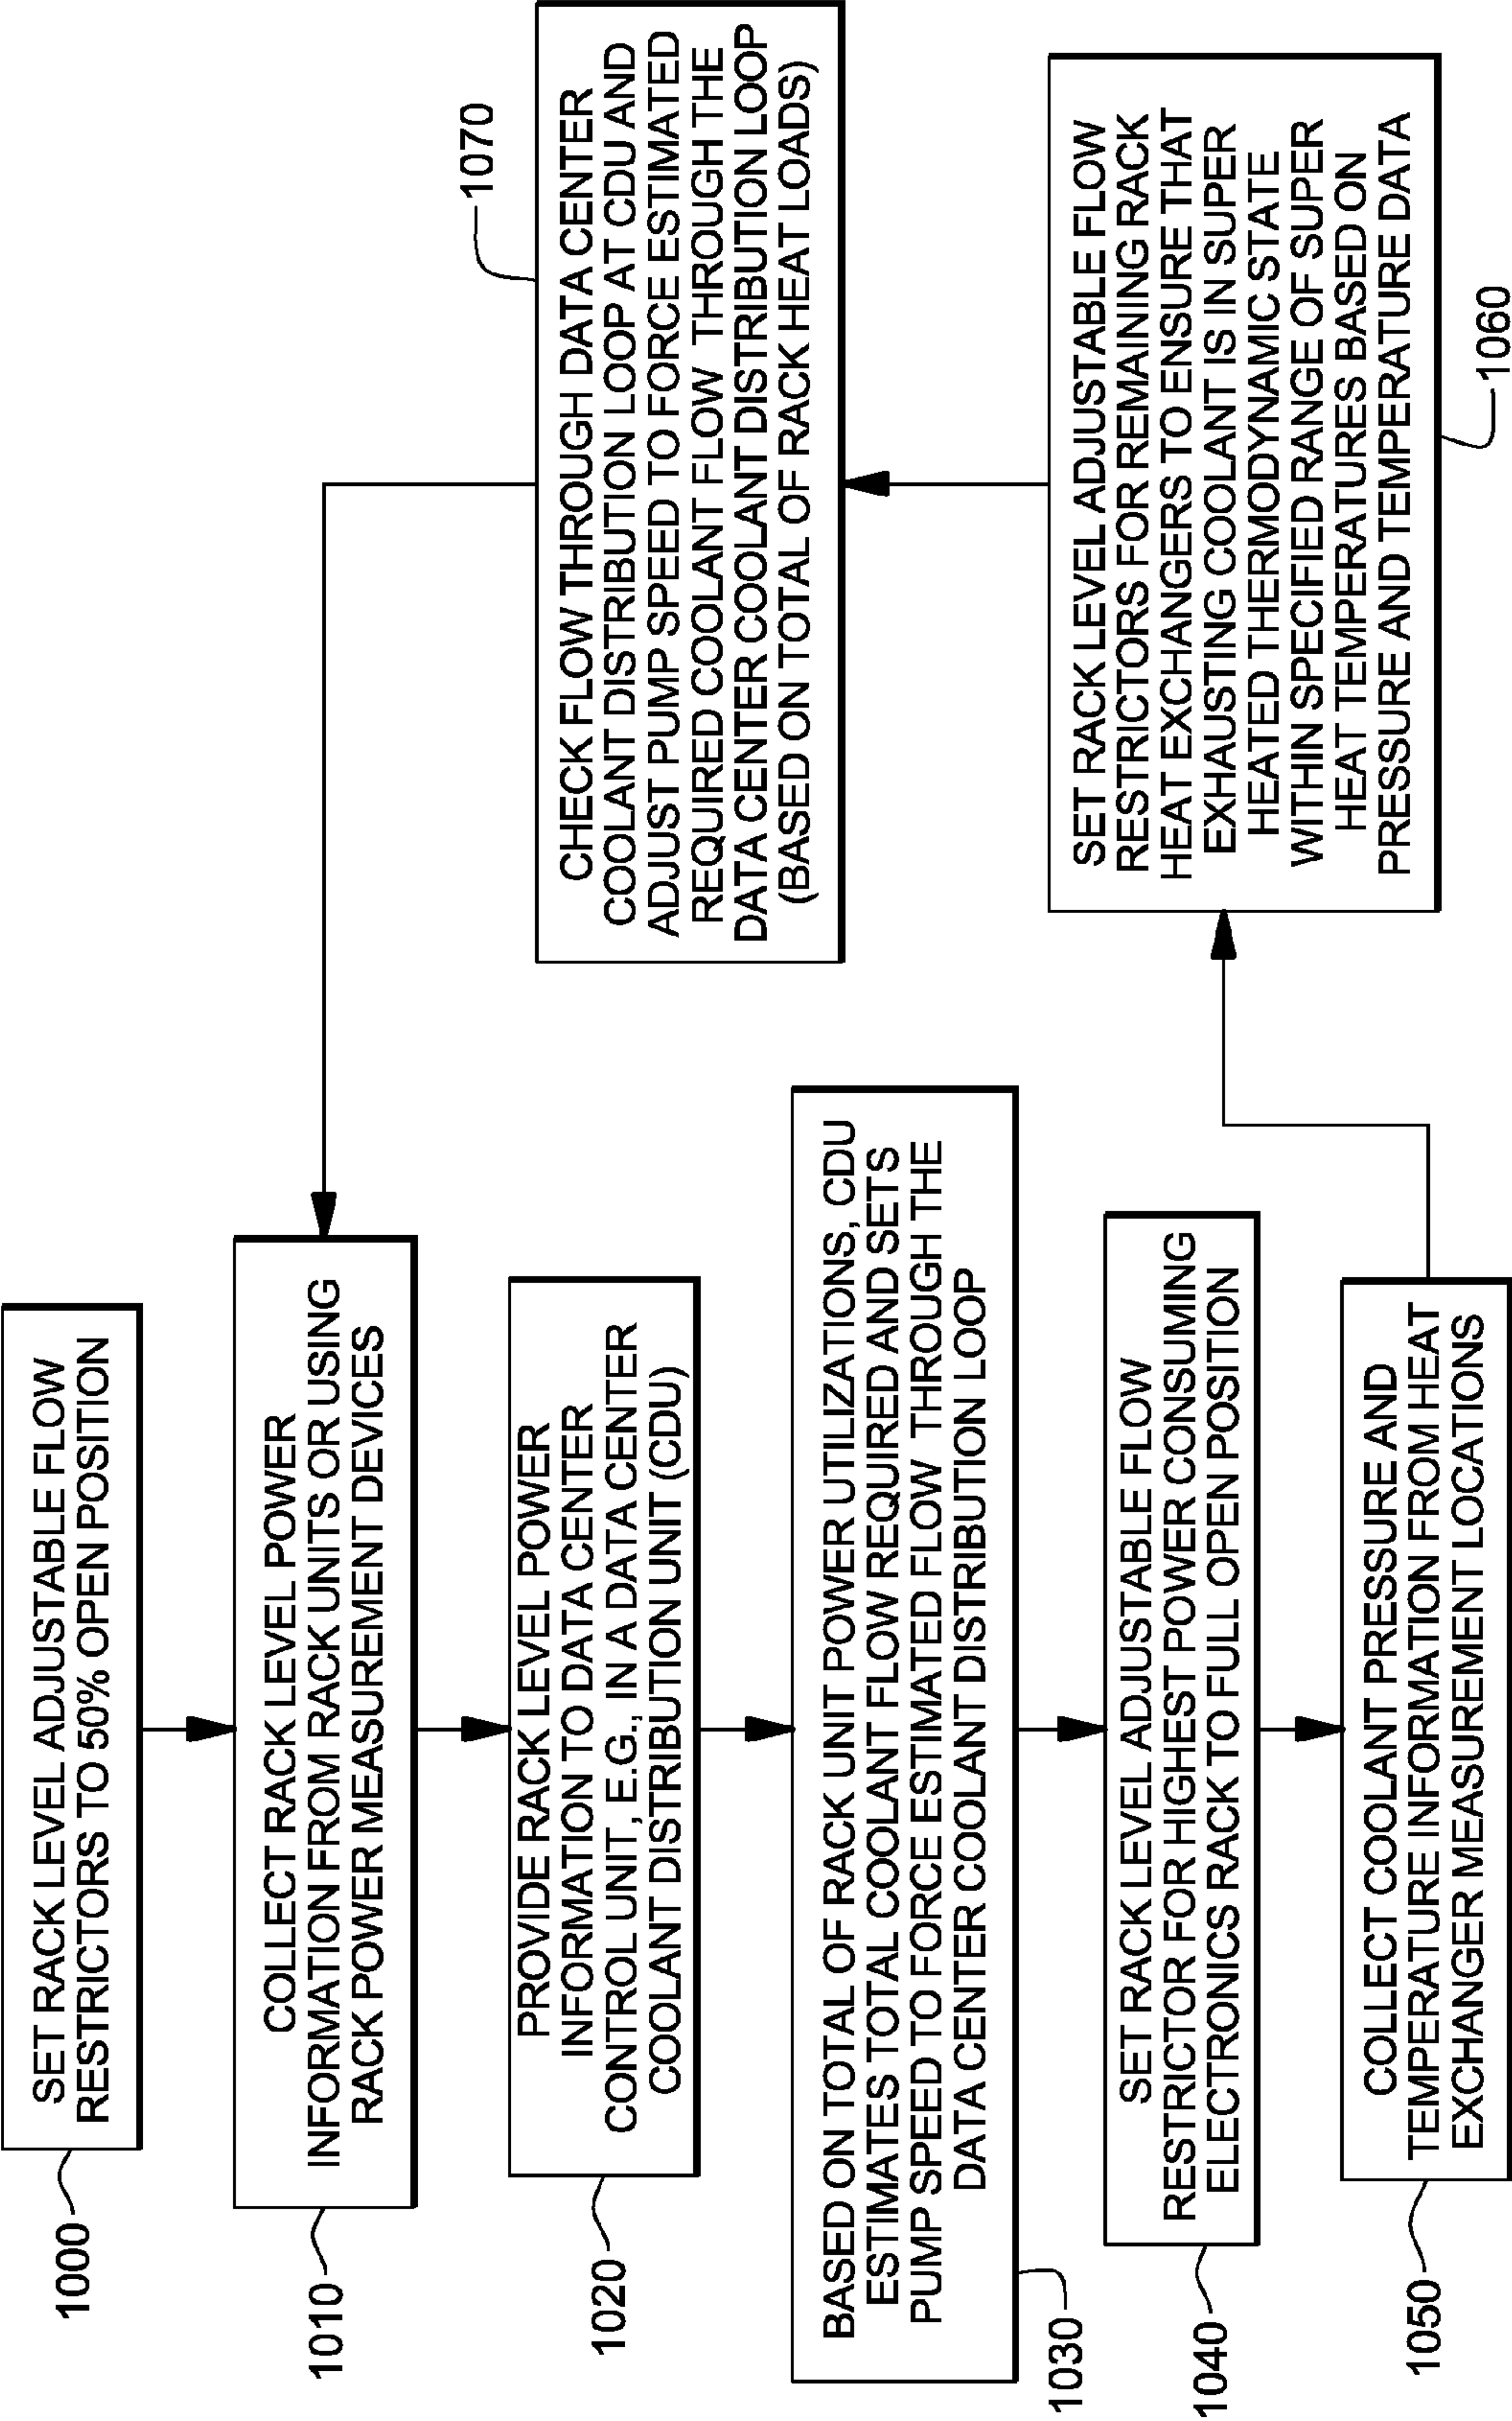 1000
SET RACK LEVEL ADJUSTABLE FLOW
RESTRICTORS TO 50% OPEN POSITION
1010
COLLECT RACK LEVEL POWER
INFORMATION FROM RACK UNITS OR USING
RACK POWER MEASUREMENT DEVICES
1020
PROVIDE RACK LEVEL POWER
INFORMATION TO DATA CENTER
CONTROL UNIT, E.G., IN A DATA CENTER
COOLANT DISTRIBUTION UNIT (CDU)
1030
BASED ON TOTAL OF RACK UNIT POWER UTILIZATIONS, CDU
ESTIMATES TOTAL COOLANT FLOW REQUIRED AND SETS
PUMP SPEED TO FORCE ESTIMATED FLOW THROUGH THE
DATA CENTER COOLANT DISTRIBUTION LOOP
1040
SET RACK LEVEL ADJUSTABLE FLOW
RESTRICTOR FOR HIGHEST POWER CONSUMING
ELECTRONICS RACK TO FULL OPEN POSITION
1050
COLLECT COOLANT PRESSURE AND
TEMPERATURE INFORMATION FROM HEAT
EXCHANGER MEASUREMENT LOCATIONS
SET RACK LEVEL ADJUSTABLE FLOW
RESTRICTORS FOR REMAINING RACK
HEAT EXCHANGERS TO ENSURE THAT
EXHAUSTING COOLANT IS IN SUPER
HEATED THERMODYNAMIC STATE
WITHIN SPECIFIED RANGE OF SUPER
HEAT TEMPERATURES BASED ON
PRESSURE AND TEMPERATURE DATA
1060
1070
CHECK FLOW THROUGH DATA CENTER
COOLANT DISTRIBUTION LOOP AT CDU AND
ADJUST PUMP SPEED TO FORCE ESTIMATED
REQUIRED COOLANT FLOW THROUGH THE
DATA CENTER COOLANT DISTRIBUTION LOOP
(BASED ON TOTAL OF RACK HEAT LOADS)